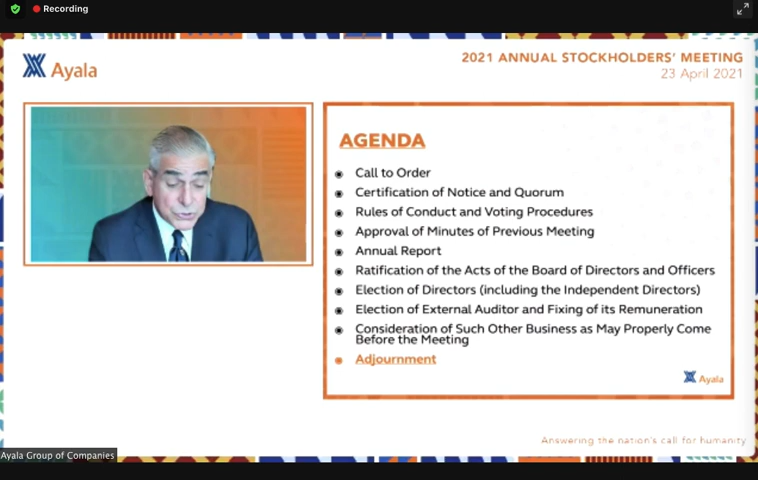 Recording
Ayala
2021 ANNUAL STOCKHOLDERS' MEETING
23 April 2021
AGENDA
Call to Order
Certification of Notice and Quorum
Rules of Conduct and Voting Procedures
Approval of Minutes of Previous Meeting
Annual Report
Ratification of the Acts of the Board of Directors and Officers
Election of Directors (including the Independent Directors)
Election of External Auditor and Fixing of its Remuneration
Consideration of Such Other Business as May Properly Come
Before the Meeting
Adjournment
Ayala
Answering the nation's call for humanity
Ayala Group of Companies